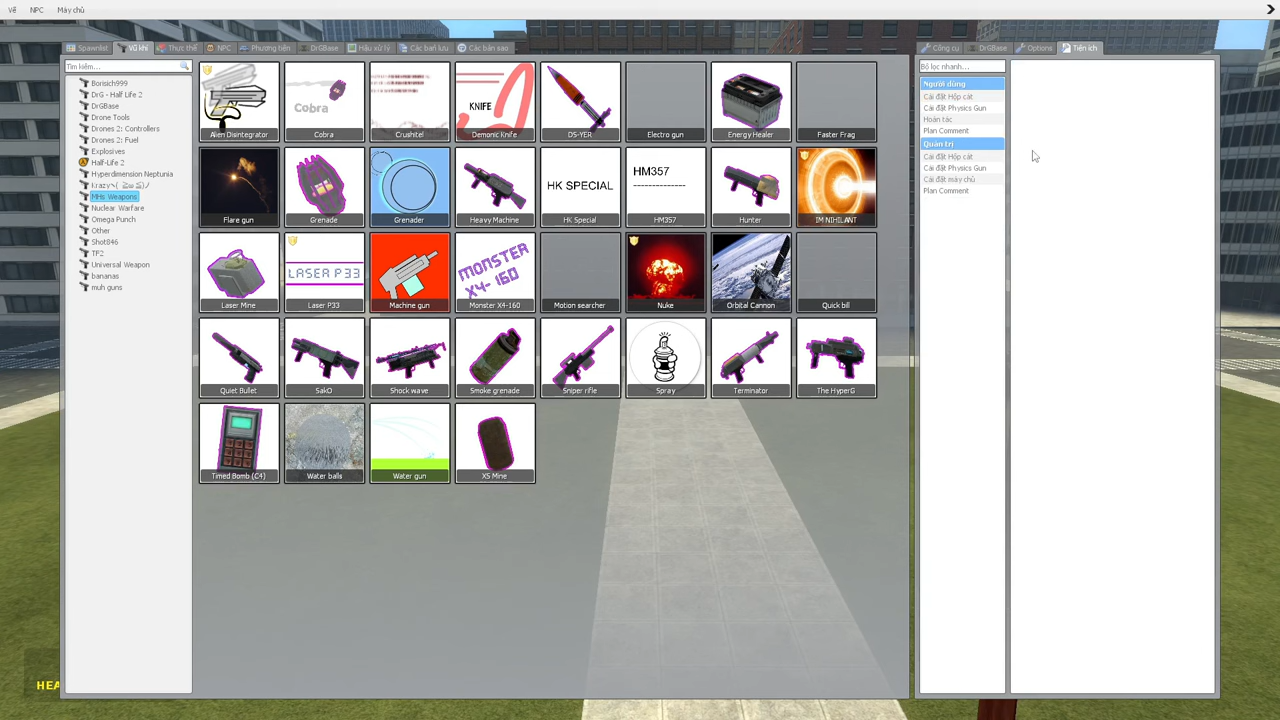 Vẽ NPC Máy chủ
Spawnlist Vũ khí Thực thể NPC Phương tiện DrGBase Hậu xử lý Các bản lưu Các bản sao
Công cụ DrGBase Options Tiện ích
Tìm kiếm...
Borisich999
DrG - Half Life 2
DrGBase
Drone Tools
Drones 2: Controllers
Drones 2: Fuel
Explosives
Half-Life 2
Hyperdimension Neptunia
MHs Weapons
Nuclear Warfare
Omega Punch
Other
Shot846
TF2
Universal Weapon
bananas
muh guns
Cobra
KNIFE
Alien Disintegrator Cobra Crushitel Demonic Knife DS-YER Electro gun Energy Healer Faster Frag
HK SPECIAL
HM357
--------------
Flare gun Grenade Grenader Heavy Machine HK Special HM357 Hunter IM NIHILANT
LASER P33
MONSTER
X4-160
Laser Mine Laser P33 Machine gun Monster X4-160 Motion searcher Nuke Orbital Cannon Quick bill
Quiet Bullet SakO Shock wave Smoke grenade Sniper rifle Spray Terminator The HyperG
Timed Bomb (C4) Water balls Water gun XS Mine
Bộ lọc nhanh...
Người dùng
Cài đặt Hộp cát
Cài đặt Physics Gun
Hoàn tác
Plan Comment
Quản trị
Cài đặt Hộp cát
Cài đặt Physics Gun
Cài đặt máy chủ
Plan Comment
HEA